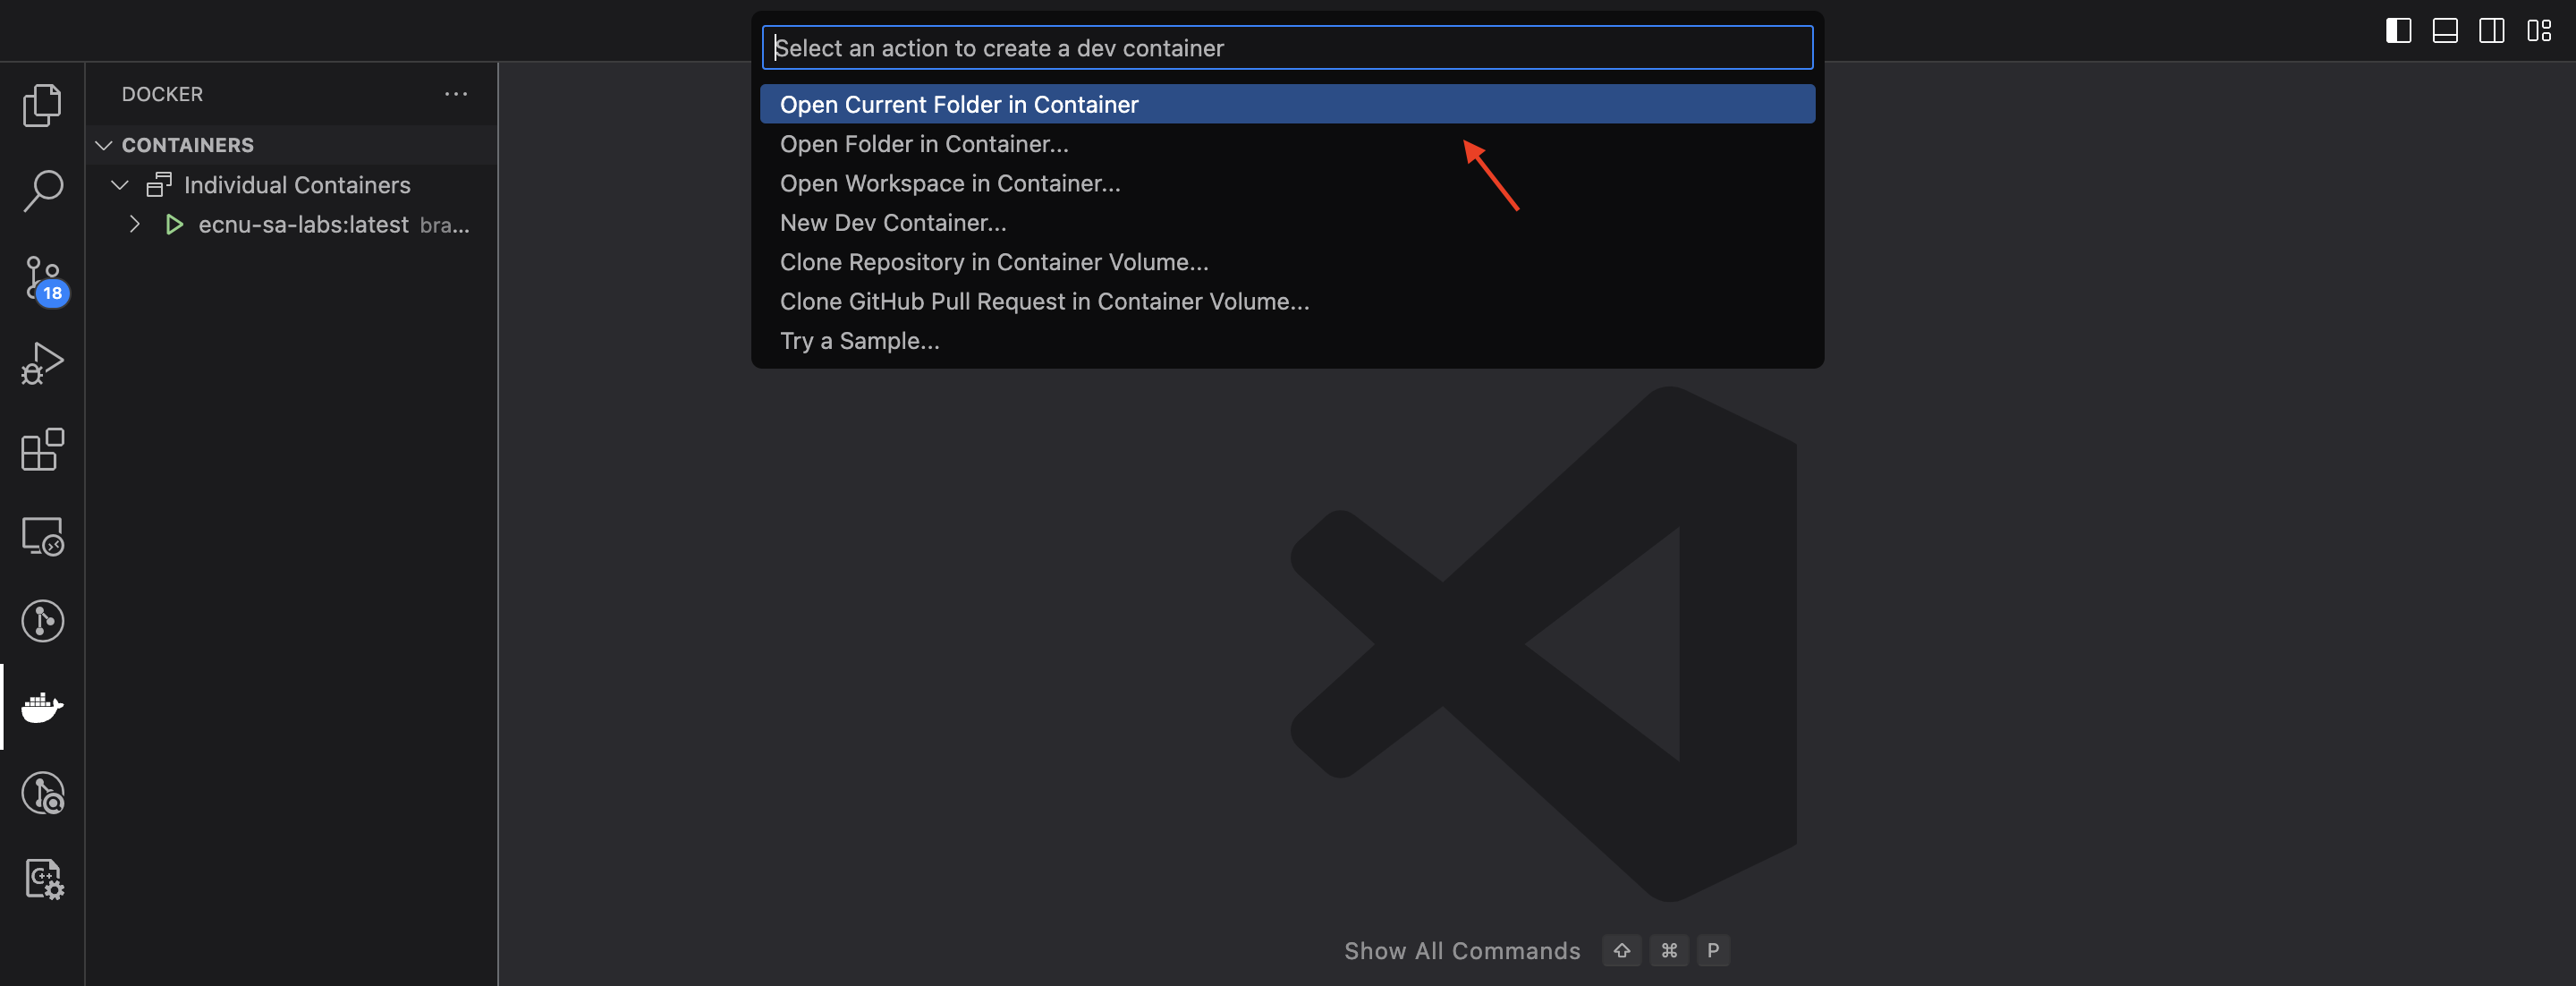 Select an action to create a dev container
Open Current Folder in Container
Open Folder in Container...
Open Workspace in Container...
New Dev Container...
Clone Repository in Container Volume...
Clone GitHub Pull Request in Container Volume...
Try a Sample...
DOCKER
CONTAINERS
Individual Containers
ecnu-sa-labs:latest bra...
18
Show All Commands ⇧ ⌘ P